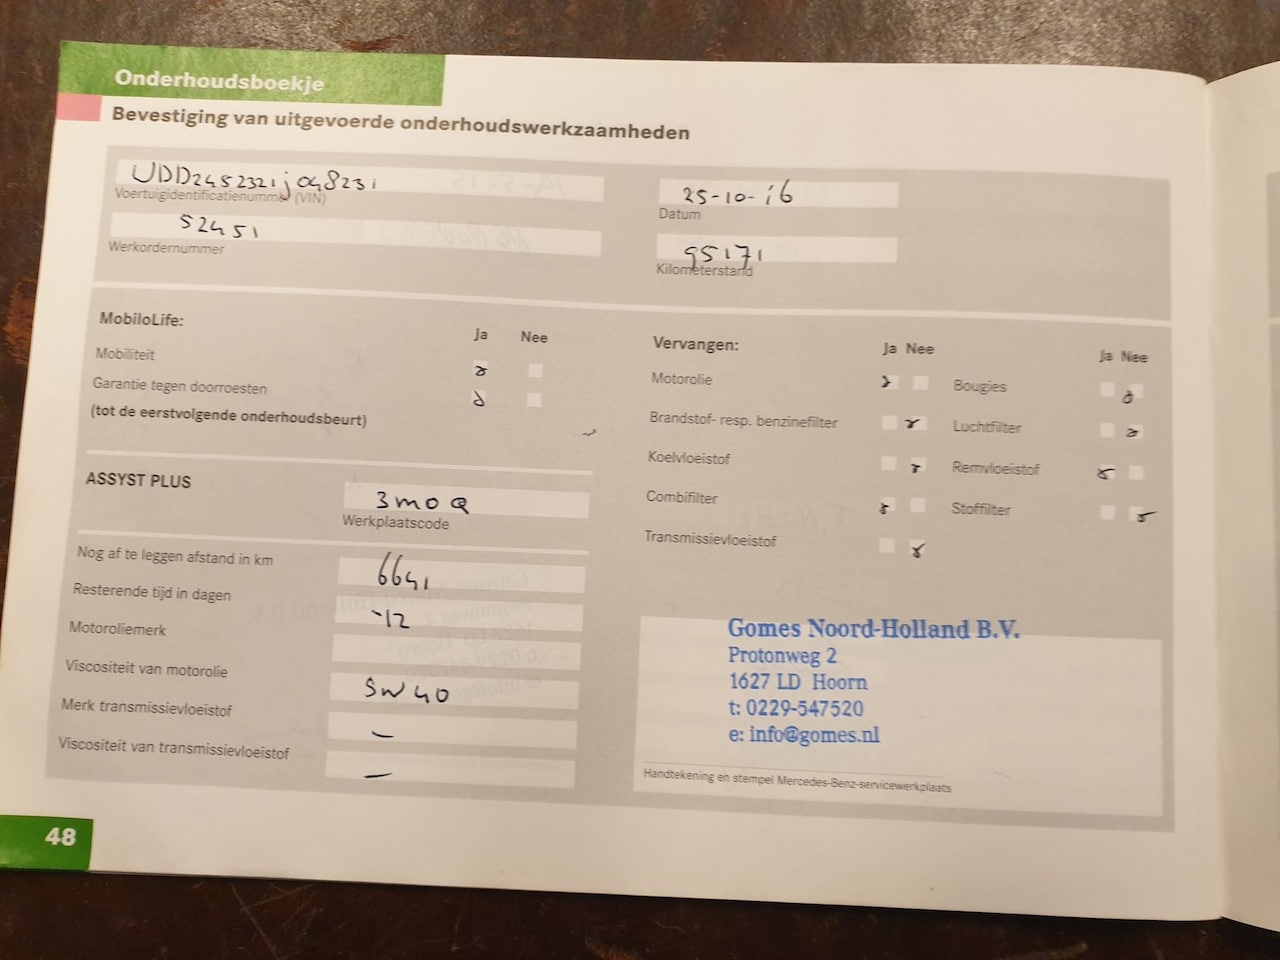 Onderhoudsboekje
Bevestiging van uitgevoerde onderhoudswerkzaamheden
WDD2452321j048231
Voertuigidentificatienummer (VIN)
52451
Werkordernummer
25-10-16
Datum
95171
Kilometerstand
MobiloLife:
Ja Nee
Mobiliteit
Garantie tegen doorroesten
(tot de eerstvolgende onderhoudsbeurt)
ASSYST PLUS
3moQ
Werkplaatscode
Nog af te leggen afstand in km
6641
Resterende tijd in dagen
-12
Motoroliemerk
Viscositeit van motorolie
5W40
Merk transmissievloeistof
—
Viscositeit van transmissievloeistof
—
Vervangen:
Ja Nee
Ja Nee
Motorolie
Bougies
Brandstof- resp. benzinefilter
Luchtfilter
Koelvloeistof
Remvloeistof
Combifilter
Stoffilter
Transmissievloeistof
Gomes Noord-Holland B.V.
Protonweg 2
1627 LD Hoorn
t: 0229-547520
e: info@gomes.nl
Handtekening en stempel Mercedes-Benz-servicewerkplaats
48